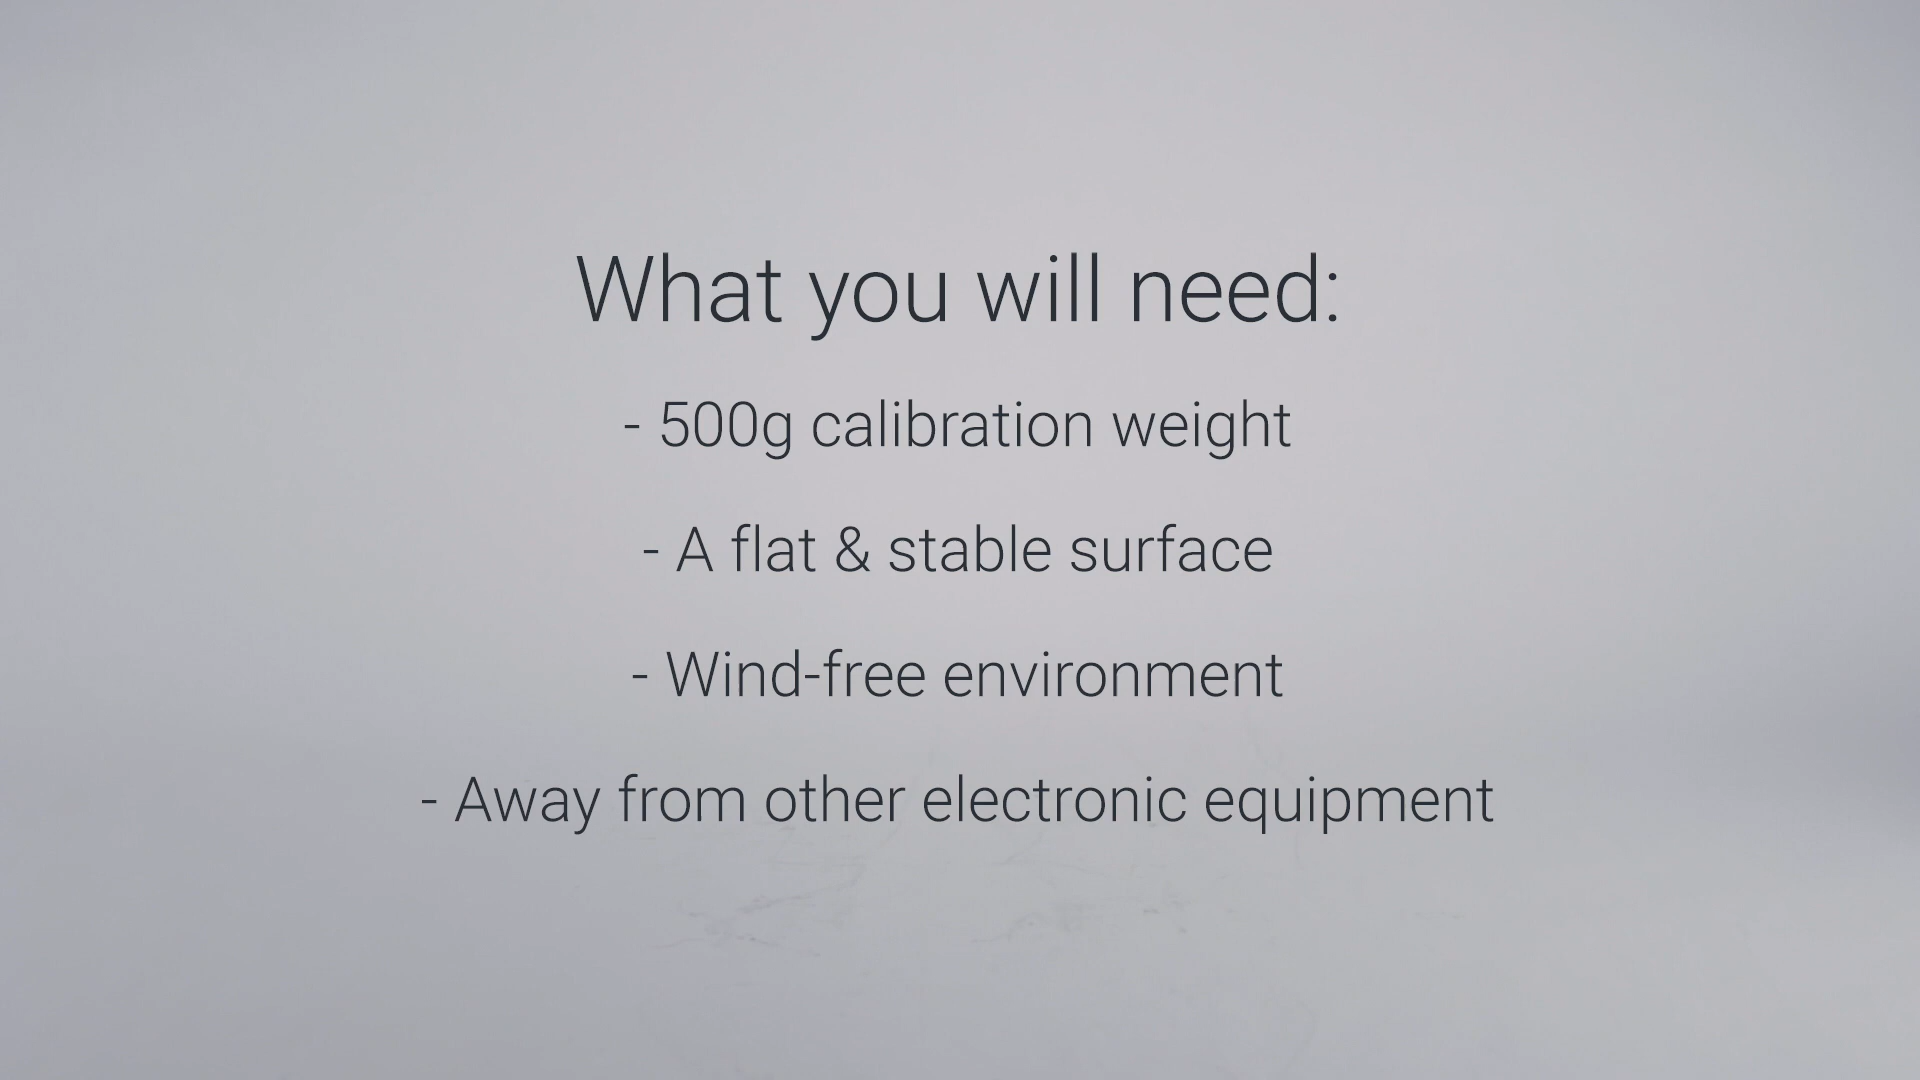 What you will need:
- 500g calibration weight
- A flat & stable surface
- Wind-free environment
- Away from other electronic equipment